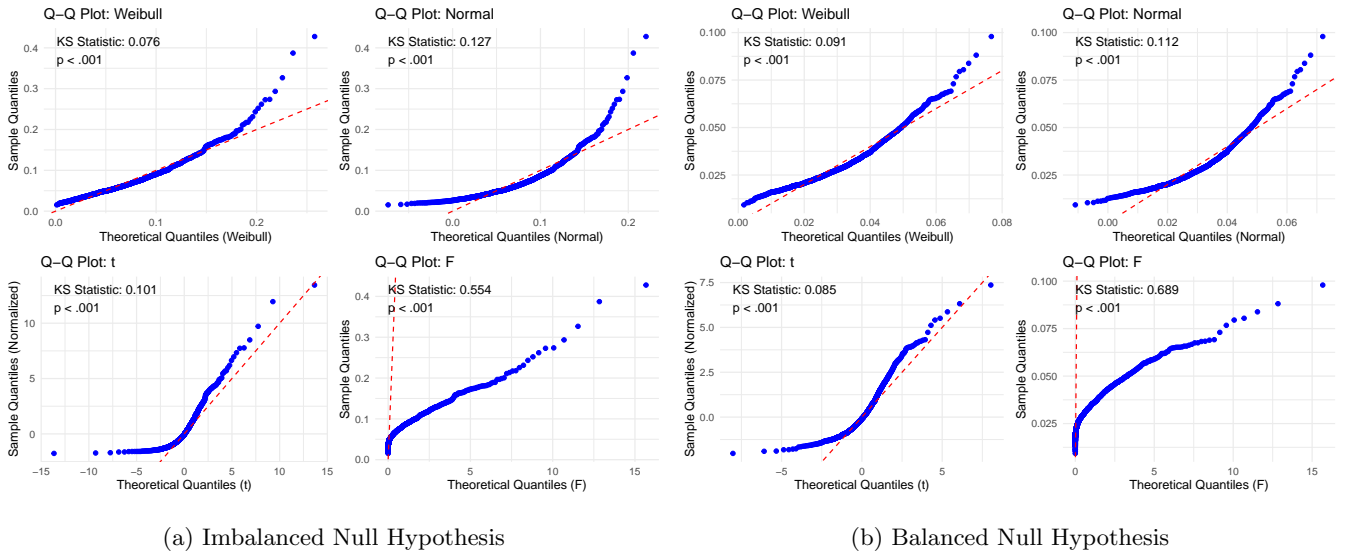 Q−Q Plot: Weibull
KS Statistic: 0.076
p < .001
Sample Quantiles
0.4
0.3
0.2
0.1
0.0
0.0 0.1 0.2
Theoretical Quantiles (Weibull)
Q−Q Plot: Normal
KS Statistic: 0.127
p < .001
Sample Quantiles
0.4
0.3
0.2
0.1
0.0
0.0 0.1 0.2
Theoretical Quantiles (Normal)
Q−Q Plot: t
KS Statistic: 0.101
p < .001
Sample Quantiles (Normalized)
10
5
0
−15 −10 −5 0 5 10 15
Theoretical Quantiles (t)
Q−Q Plot: F
KS Statistic: 0.554
p < .001
Sample Quantiles
0.4
0.3
0.2
0.1
0.0
0 5 10 15
Theoretical Quantiles (F)
(a) Imbalanced Null Hypothesis
Q−Q Plot: Weibull
KS Statistic: 0.091
p < .001
Sample Quantiles
0.100
0.075
0.050
0.025
0.00 0.02 0.04 0.06 0.08
Theoretical Quantiles (Weibull)
Q−Q Plot: Normal
KS Statistic: 0.112
p < .001
Sample Quantiles
0.100
0.075
0.050
0.025
0.00 0.02 0.04 0.06
Theoretical Quantiles (Normal)
Q−Q Plot: t
KS Statistic: 0.085
p < .001
Sample Quantiles (Normalized)
7.5
5.0
2.5
0.0
−5 0 5
Theoretical Quantiles (t)
Q−Q Plot: F
KS Statistic: 0.689
p < .001
Sample Quantiles
0.100
0.075
0.050
0.025
0 5 10 15
Theoretical Quantiles (F)
(b) Balanced Null Hypothesis